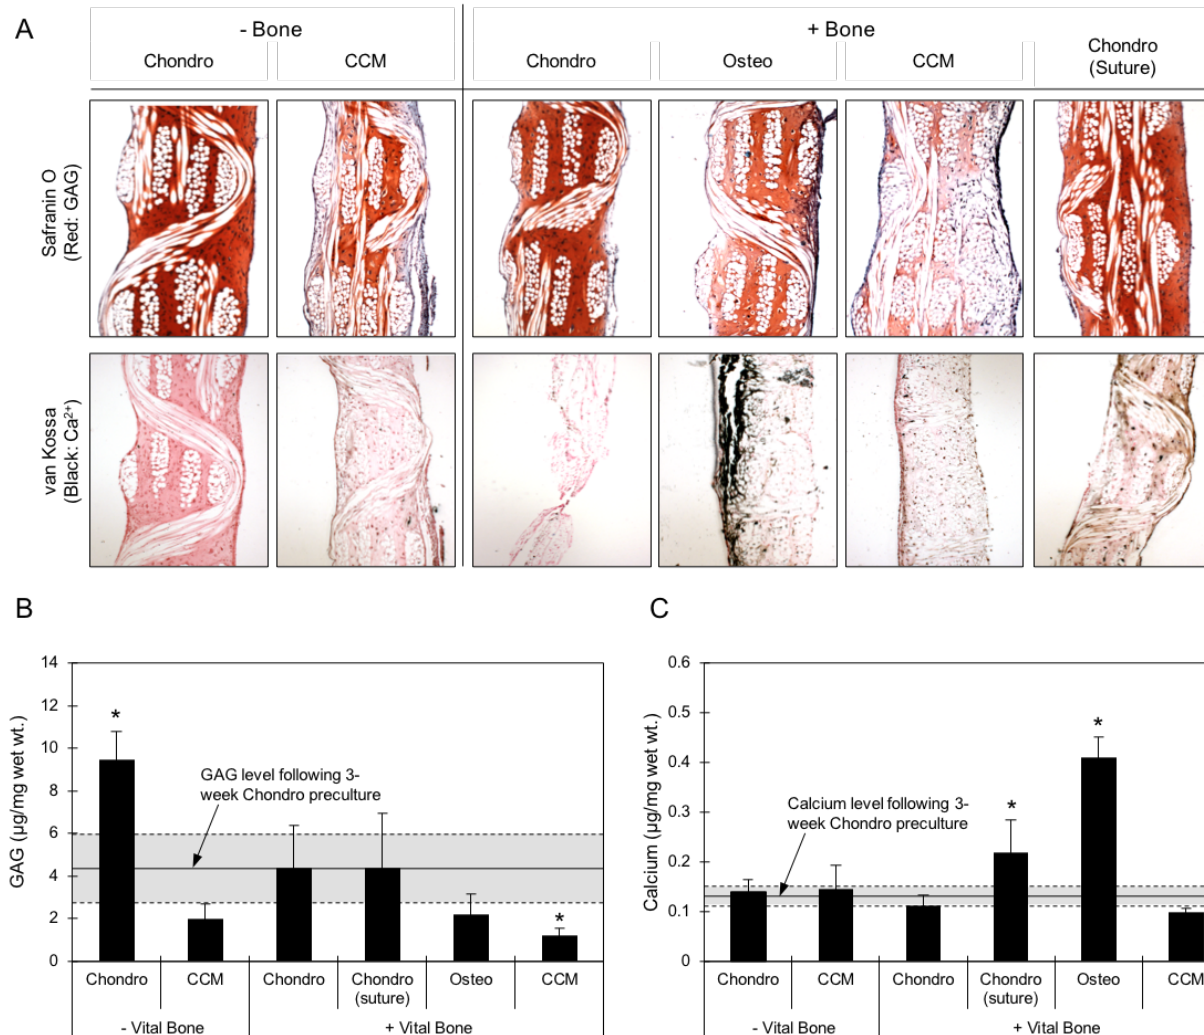 A
- Bone
+ Bone
Chondro
CCM
Chondro
Osteo
CCM
Chondro
(Suture)
Safranin O
(Red: GAG)
van Kossa
(Black: Ca²⁺)
B
GAG (µg/mg wet wt.)
14
12
10
8
6
4
2
0
*
*
GAG level following 3-
week Chondro preculture
Chondro
CCM
Chondro
Chondro
(suture)
Osteo
CCM
- Vital Bone
+ Vital Bone
C
Calcium (µg/mg wet wt.)
0.6
0.5
0.4
0.3
0.2
0.1
0
*
*
Calcium level following 3-
week Chondro preculture
Chondro
CCM
Chondro
Chondro
(suture)
Osteo
CCM
- Vital Bone
+ Vital Bone